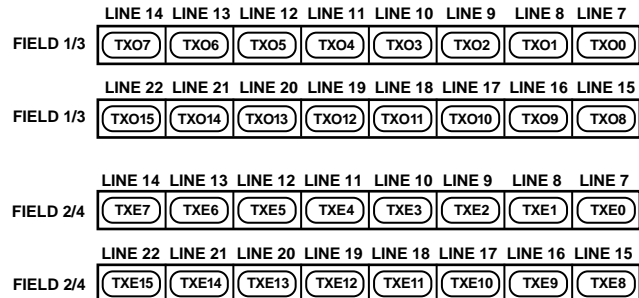 LINE 14 LINE 13 LINE 12 LINE 11 LINE 10 LINE 9 LINE 8 LINE 7
FIELD 1/3 TXO7 TXO6 TXO5 TXO4 TXO3 TXO2 TXO1 TXO0
LINE 22 LINE 21 LINE 20 LINE 19 LINE 18 LINE 17 LINE 16 LINE 15
FIELD 1/3 TXO15 TXO14 TXO13 TXO12 TXO11 TXO10 TXO9 TXO8
LINE 14 LINE 13 LINE 12 LINE 11 LINE 10 LINE 9 LINE 8 LINE 7
FIELD 2/4 TXE7 TXE6 TXE5 TXE4 TXE3 TXE2 TXE1 TXE0
LINE 22 LINE 21 LINE 20 LINE 19 LINE 18 LINE 17 LINE 16 LINE 15
FIELD 2/4 TXE15 TXE14 TXE13 TXE12 TXE11 TXE10 TXE9 TXE8